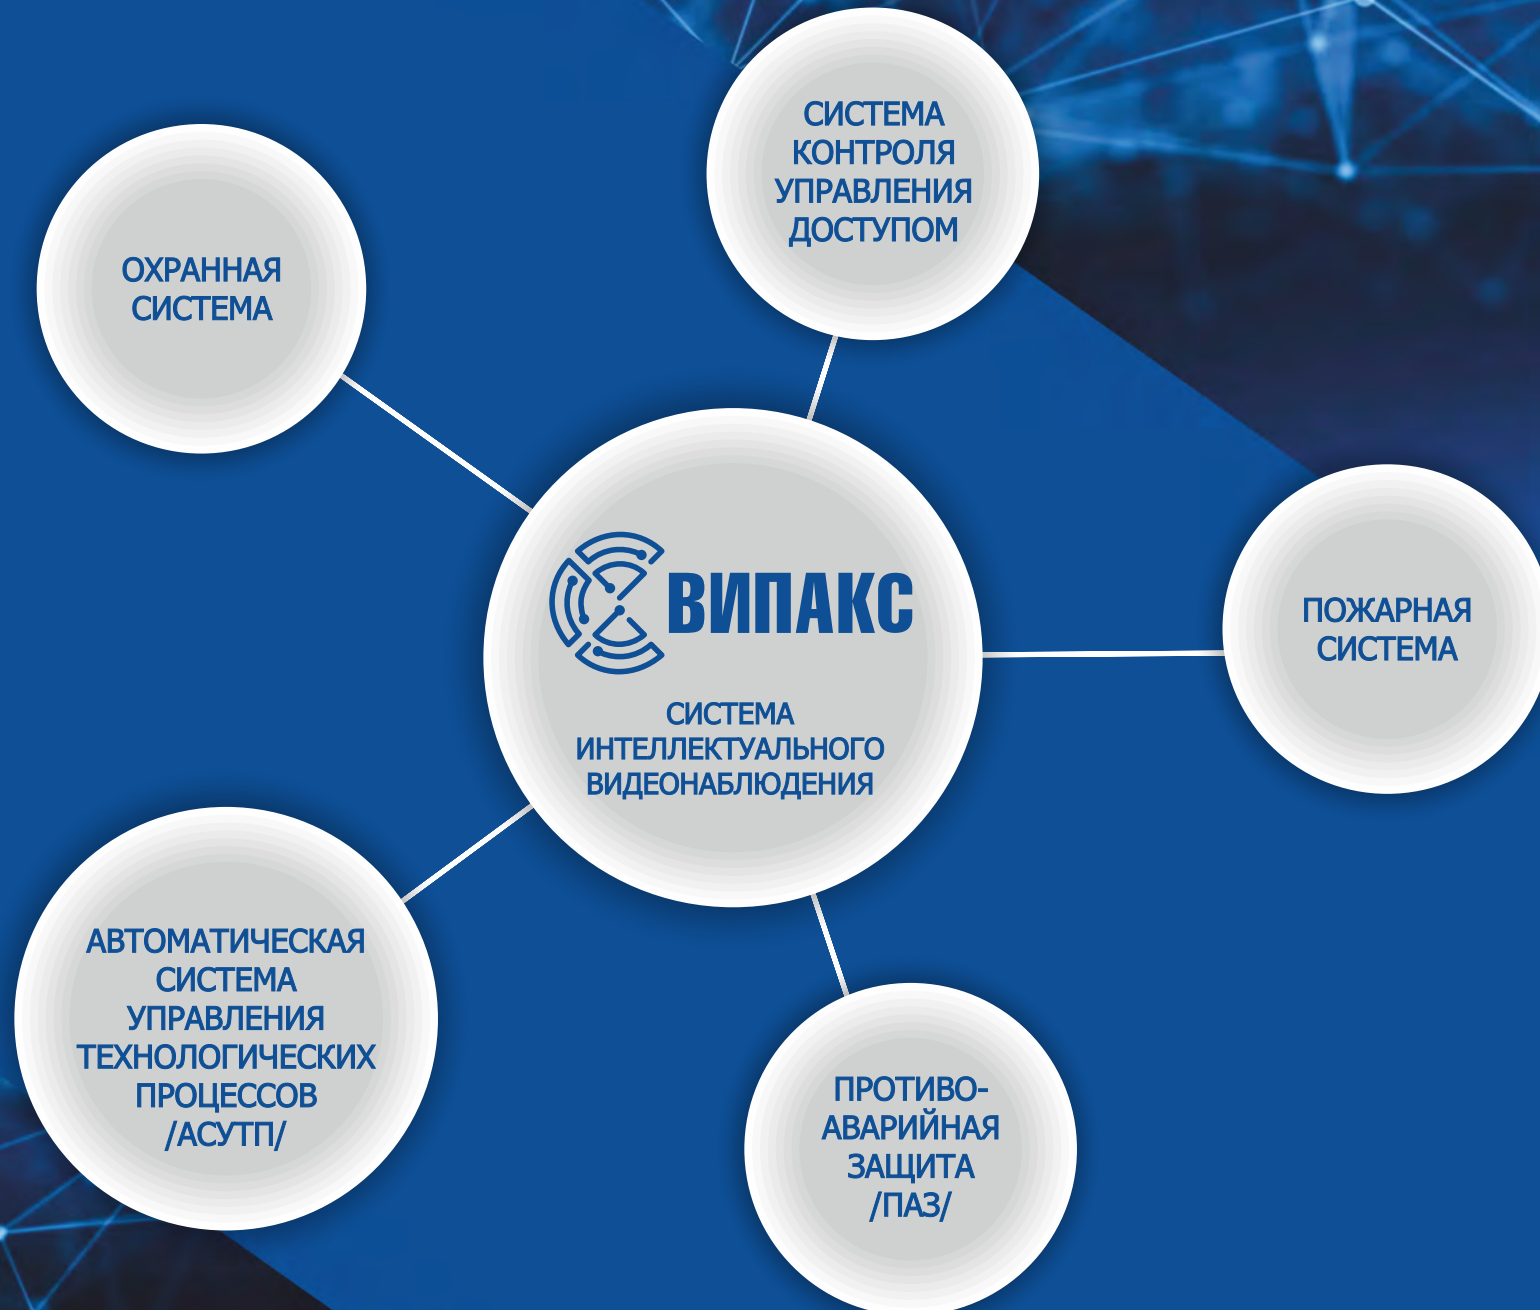 СИСТЕМА
КОНТРОЛЯ
УПРАВЛЕНИЯ
ДОСТУПОМ
ОХРАННАЯ
СИСТЕМА
ВИПАКС
СИСТЕМА
ИНТЕЛЛЕКТУАЛЬНОГО
ВИДЕОНАБЛЮДЕНИЯ
ПОЖАРНАЯ
СИСТЕМА
АВТОМАТИЧЕСКАЯ
СИСТЕМА
УПРАВЛЕНИЯ
ТЕХНОЛОГИЧЕСКИХ
ПРОЦЕССОВ
/АСУТП/
ПРОТИВО-
АВАРИЙНАЯ
ЗАЩИТА
/ПАЗ/